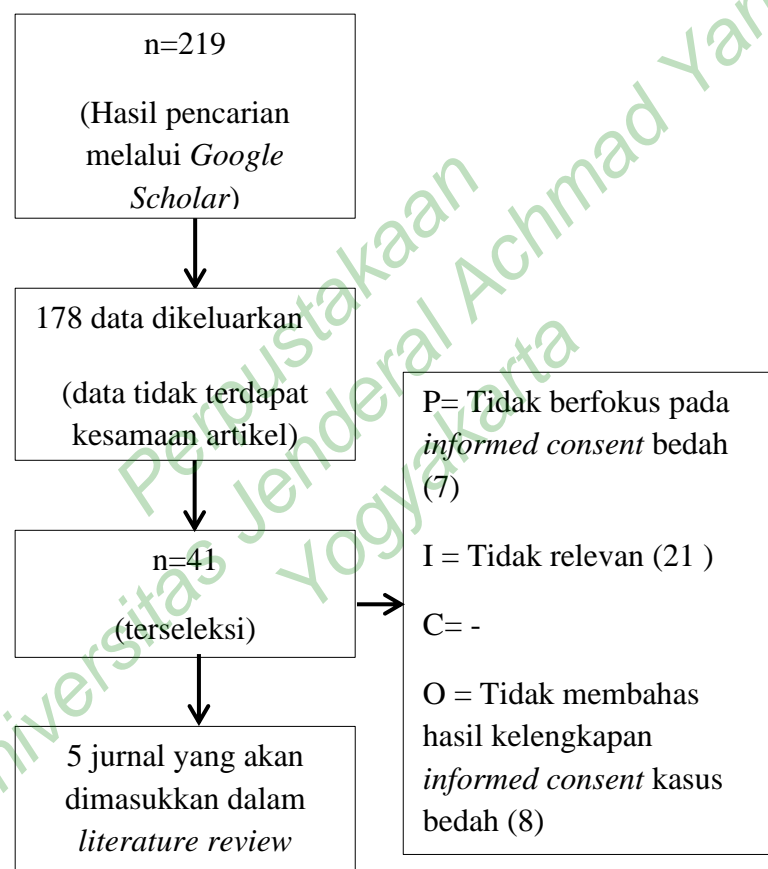 n=219
(Hasil pencarian
melalui Google
Scholar)
178 data dikeluarkan
(data tidak terdapat
kesamaan artikel)
n=41
(terseleksi)
5 jurnal yang akan
dimasukkan dalam
literature review
P= Tidak berfokus pada
informed consent bedah
(7)
I = Tidak relevan (21 )
C= -
O = Tidak membahas
hasil kelengkapan
informed consent kasus
bedah (8)
Perpustakaan
Universitas Jenderal Achmad Yani
Yogyakarta